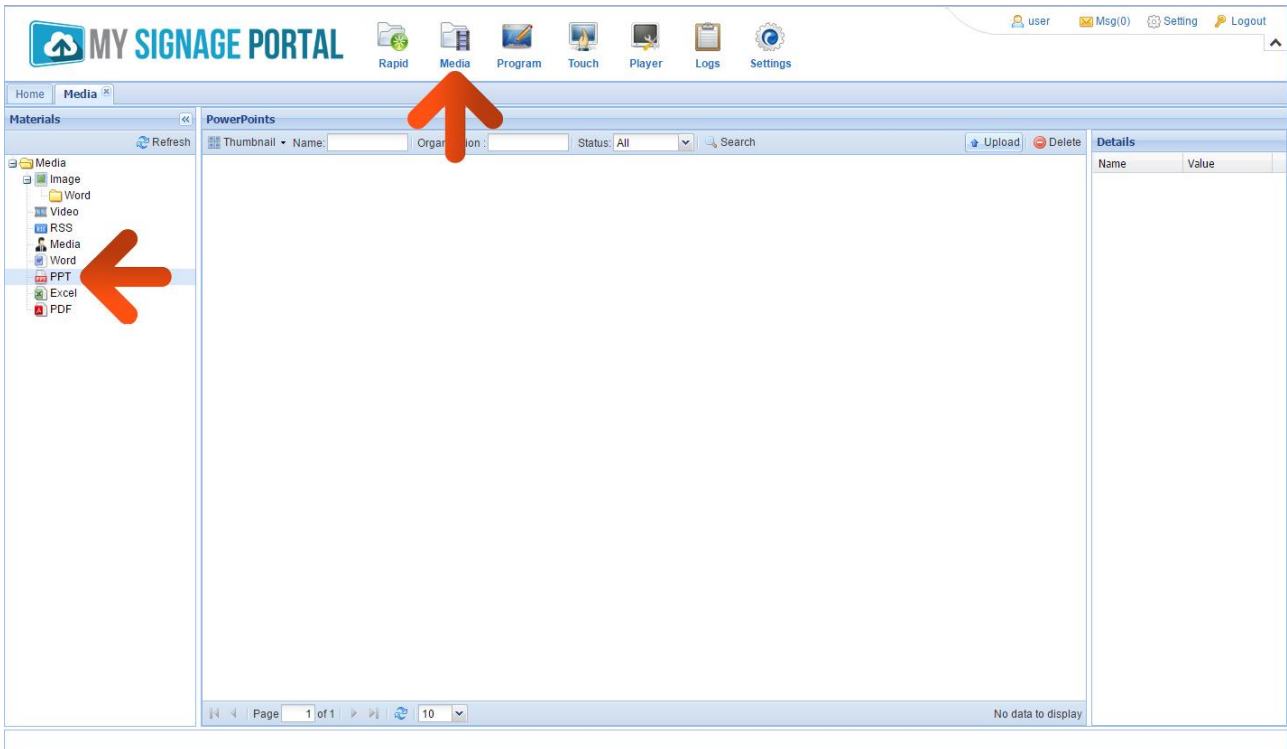 MY SIGNAGE PORTAL
Rapid Media Program Touch Player Logs Settings
user Msg(0) Setting Logout
Home Media
Materials
Refresh
Media
Image
Word
Video
RSS
Media
Word
PPT
Excel
PDF
PowerPoints
Thumbnail Name: Status: All Search Upload Delete
Details
Name Value
Page 1 of 1 10 No data to display